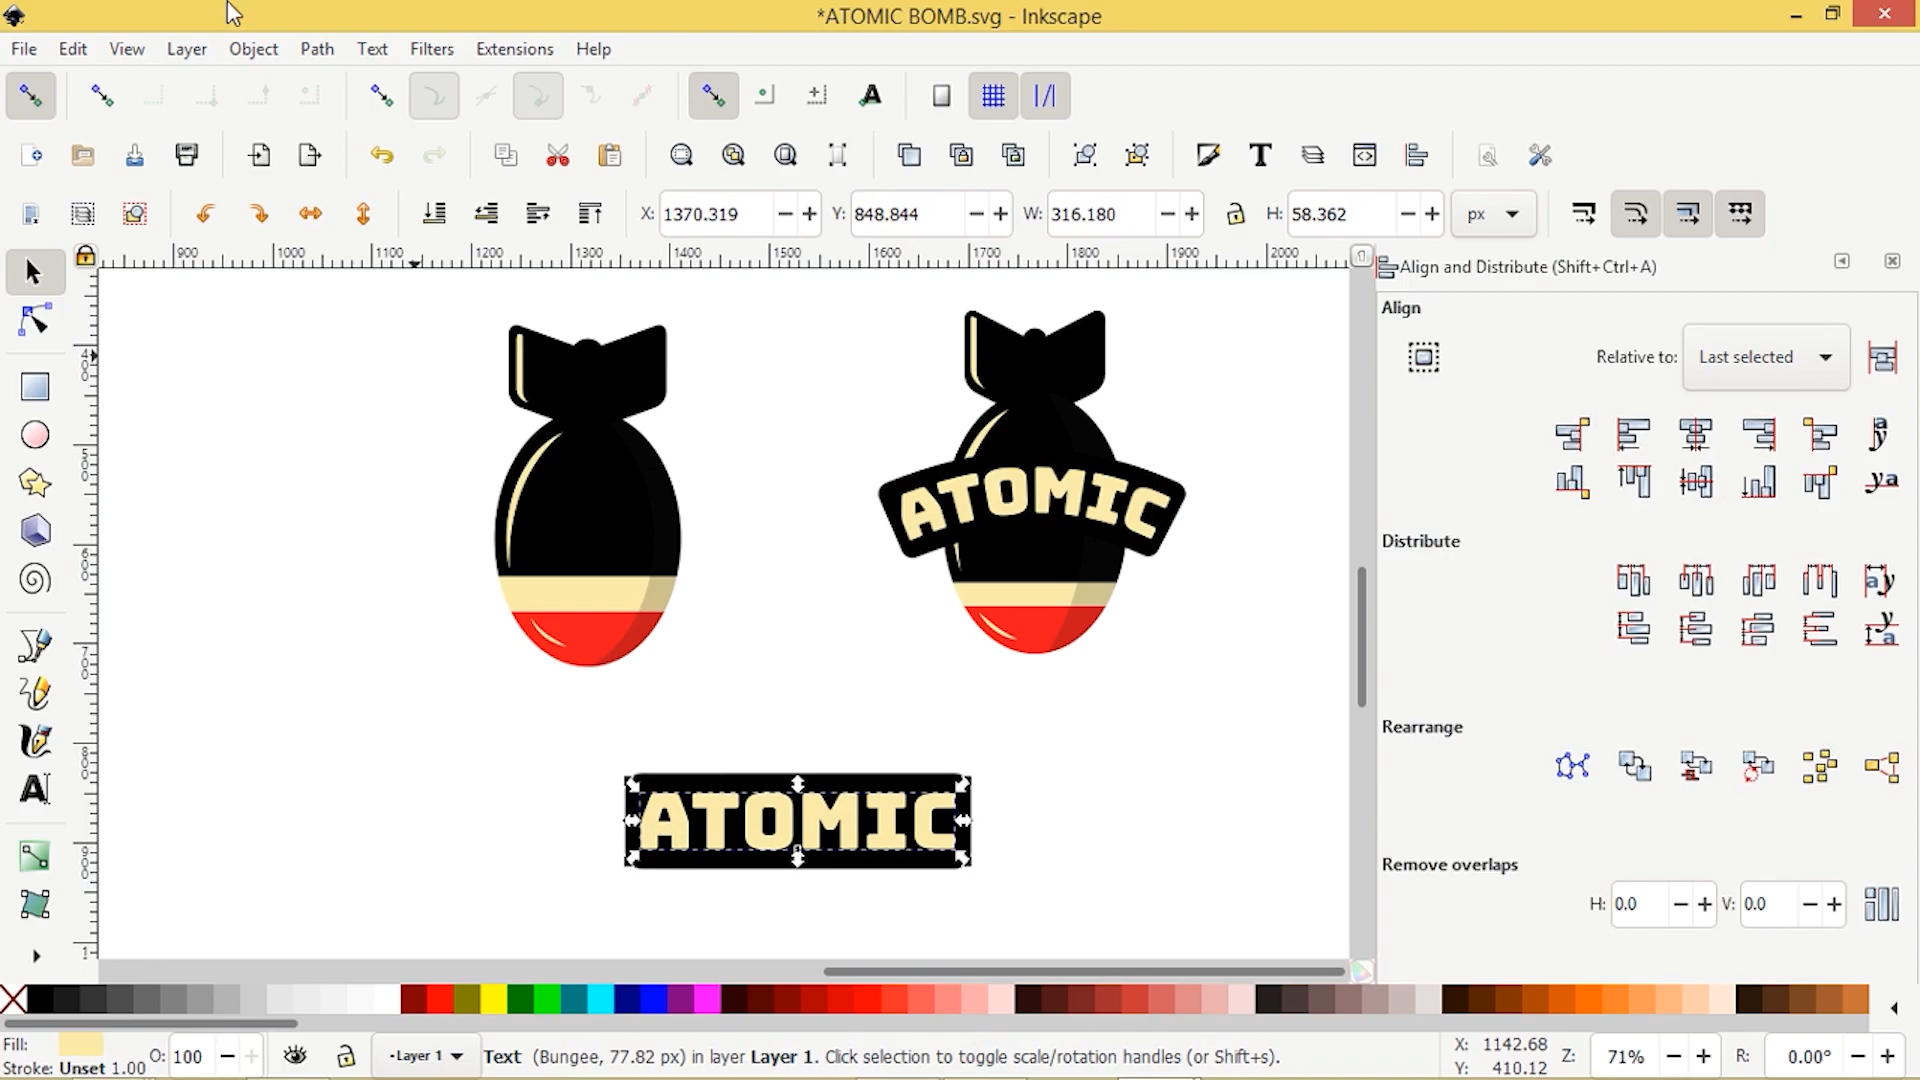 *ATOMIC BOMB.svg - Inkscape
File Edit View Layer Object Path Text Filters Extensions Help
X: 1370.319 Y: 848.844 W: 316.180 H: 58.362 px
900 1000 1100 1200 1300 1400 1500 1600 1700 1800 1900 2000
Align and Distribute (Shift+Ctrl+A)
Align
Relative to: Last selected
ATOMIC
Distribute
Rearrange
ATOMIC
Remove overlaps
H: 0.0 V: 0.0
Fill:
Stroke: Unset 1.00
O: 100
-Layer 1
Text (Bungee, 77.82 px) in layer Layer 1. Click selection to toggle scale/rotation handles (or Shift+s).
X: 1142.68
Y: 410.12
Z: 71%
R: 0.00°